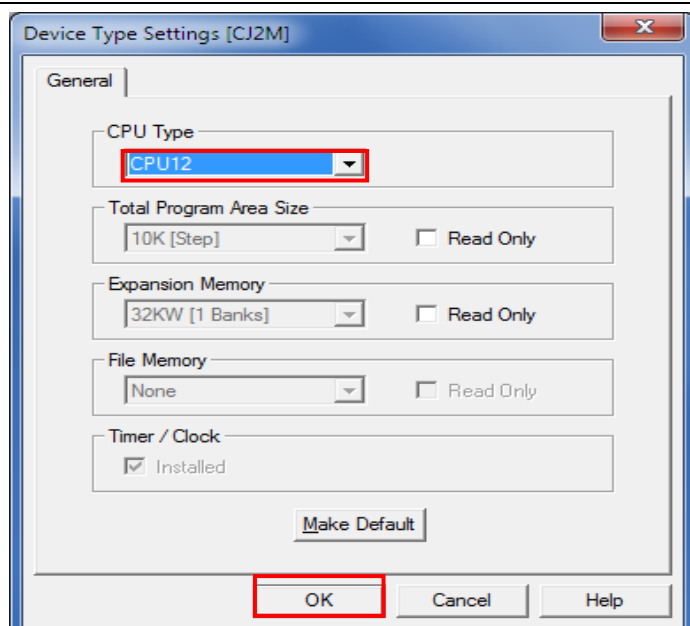 Device Type Settings [CJ2M]
General
CPU Type
CPU12
Total Program Area Size
10K [Step]
Read Only
Expansion Memory
32KW [1 Banks]
Read Only
File Memory
None
Read Only
Timer / Clock
Installed
Make Default
OK Cancel Help